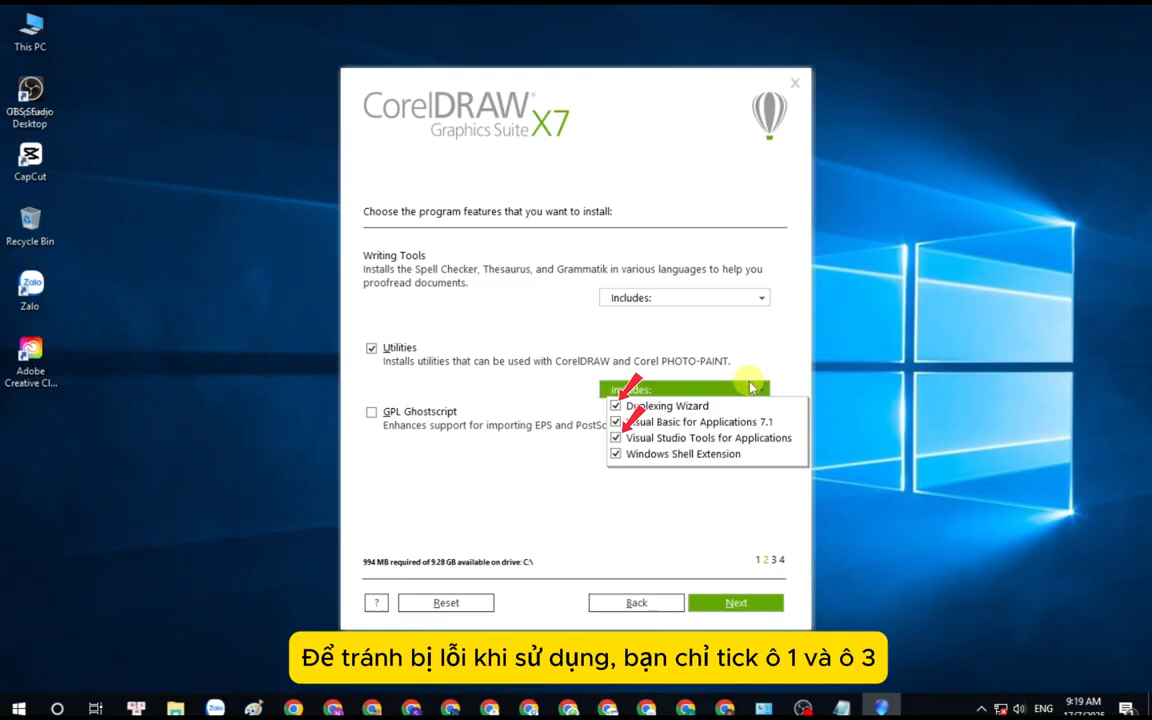 This PC
OBS Studio
Desktop
CapCut
Recycle Bin
Zalo
Zalo
Adobe
Creative Cl...
X
CorelDRAW®
Graphics Suite X7
Choose the program features that you want to install:
Writing Tools
Installs the Spell Checker, Thesaurus, and Grammatik in various languages to help you
proofread documents.
Includes:
Utilities
Installs utilities that can be used with CorelDRAW and Corel PHOTO-PAINT.
Includes:
Duplexing Wizard
Visual Basic for Applications 7.1
Visual Studio Tools for Applications
Windows Shell Extension
GPL Ghostscript
Enhances support for importing EPS and PostSc
994 MB required of 9.28 GB available on drive: C:\
1 2 3 4
?
Reset
Back
Next
Để tránh bị lỗi khi sử dụng, bạn chỉ tick ô 1 và ô 3
Zalo
ENG
9:19 AM
17/7/2025